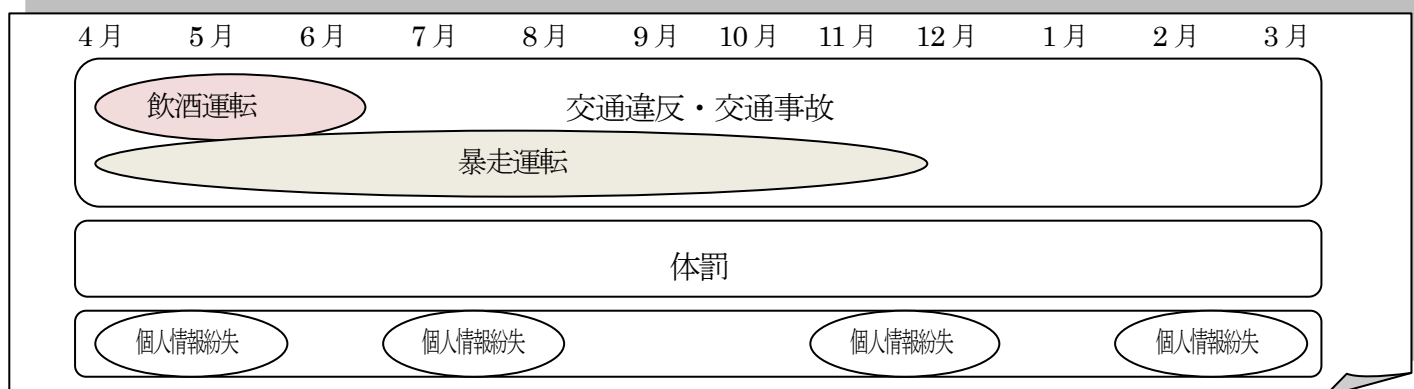 4月 5月 6月 7月 8月 9月 10月 11月 12月 1月 2月 3月
飲酒運転 交通違反・交通事故
暴走運転
体罰
個人情報紛失 個人情報紛失 個人情報紛失 個人情報紛失